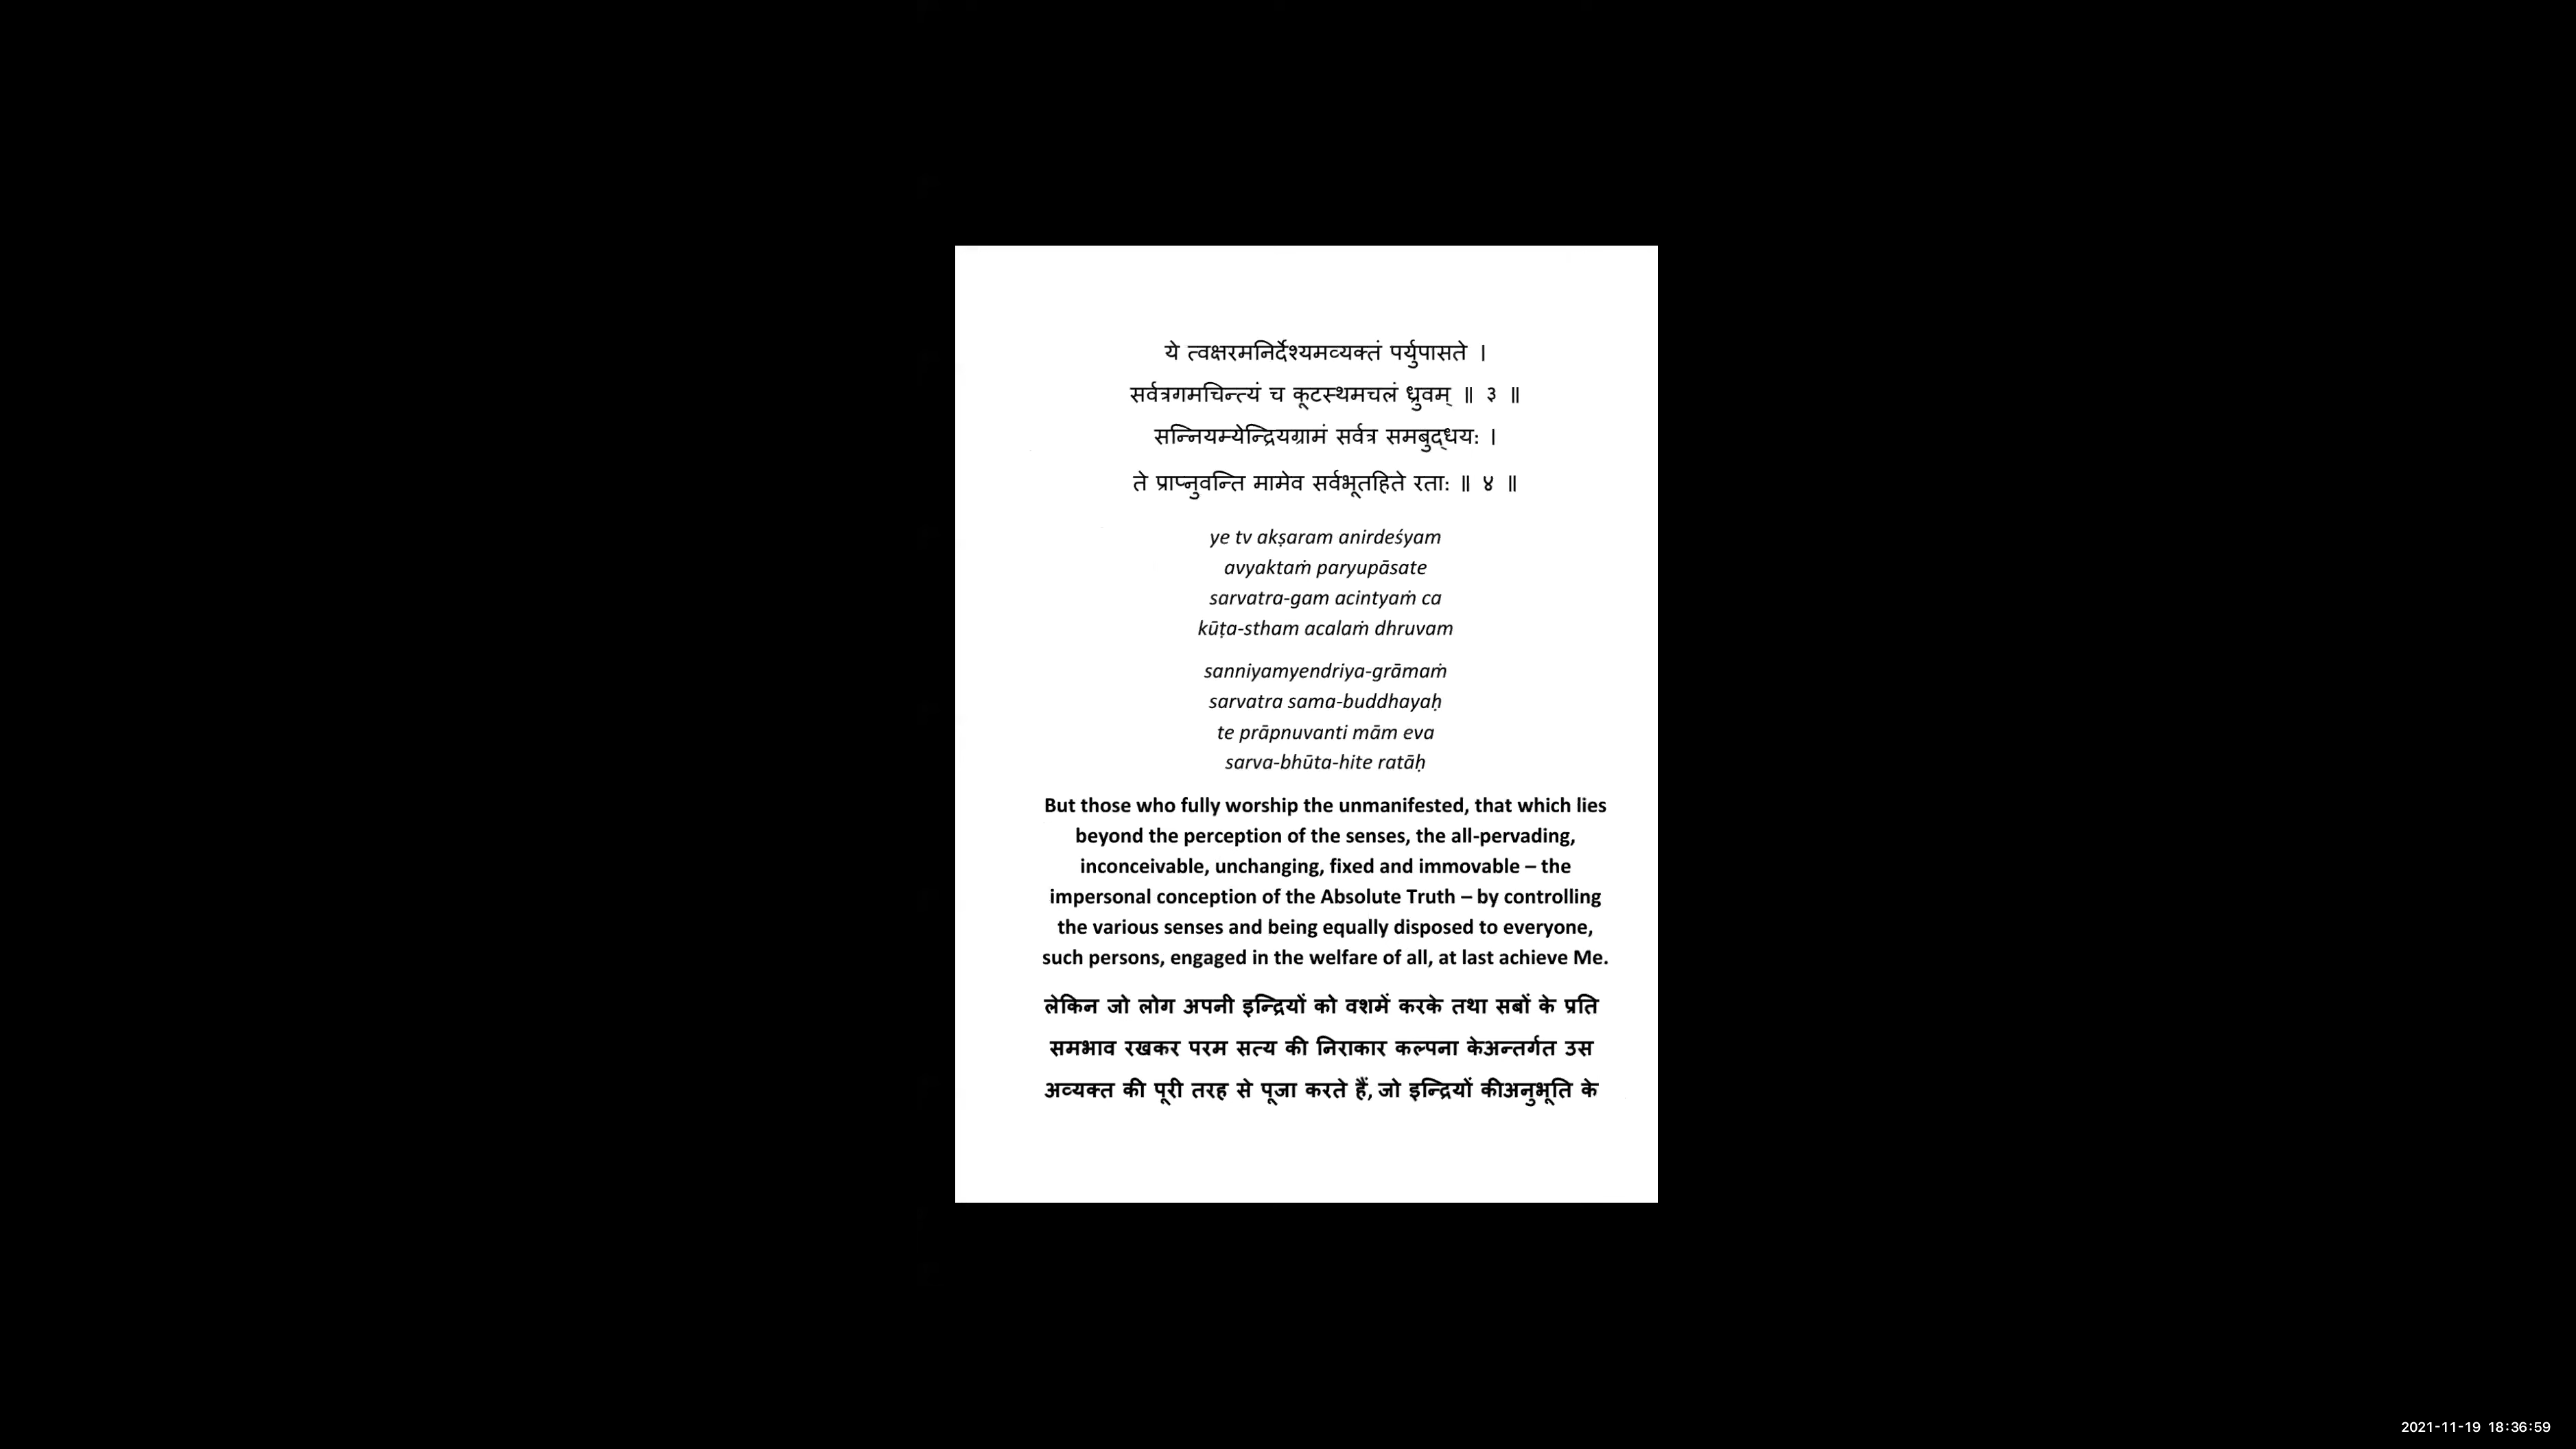 ये त्वक्षरमनिर्देश्यमव्यक्तं पर्युपासते ।
सर्वत्रगमचिन्त्यं च कूटस्थमचलं ध्रुवम् ॥ ३ ॥
सन्नियम्येन्द्रियग्रामं सर्वत्र समबुद्धयः ।
ते प्राप्नुवन्ति मामेव सर्वभूतहिते रताः ॥ ४ ॥
ye tv akṣaram anirdeśyam
avyaktaṁ paryupāsate
sarvatra-gam acintyaṁ ca
kūṭa-stham acalaṁ dhruvam
sanniyamyendriya-grāmaṁ
sarvatra sama-buddhayaḥ
te prāpnuvanti mām eva
sarva-bhūta-hite ratāḥ
But those who fully worship the unmanifested, that which lies
beyond the perception of the senses, the all-pervading,
inconceivable, unchanging, fixed and immovable – the
impersonal conception of the Absolute Truth – by controlling
the various senses and being equally disposed to everyone,
such persons, engaged in the welfare of all, at last achieve Me.
लेकिन जो लोग अपनी इन्द्रियों को वशमें करके तथा सबों के प्रति
समभाव रखकर परम सत्य की निराकार कल्पना केअन्तर्गत उस
अव्यक्त की पूरी तरह से पूजा करते हैं, जो इन्द्रियों कीअनुभूति के
2021-11-19 18:36:59